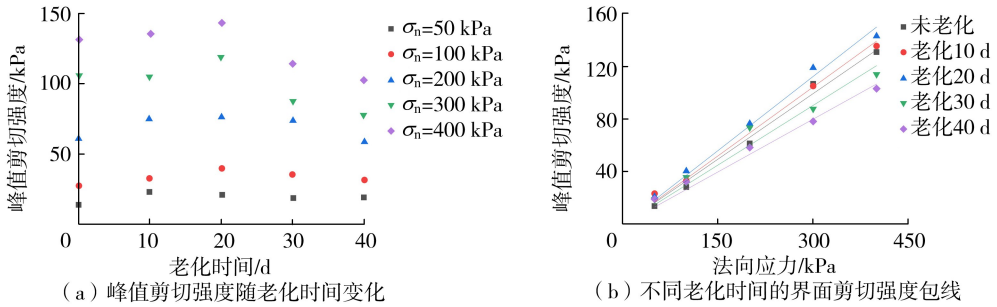 150
100
50
0
10
20
30
40
峰值剪切强度/kPa
老化时间/d
σn=50 kPa
σn=100 kPa
σn=200 kPa
σn=300 kPa
σn=400 kPa
(a) 峰值剪切强度随老化时间变化
160
120
80
40
0
150
300
450
峰值剪切强度/kPa
法向应力/kPa
未老化
老化10 d
老化20 d
老化30 d
老化40 d
(b) 不同老化时间的界面剪切强度包线